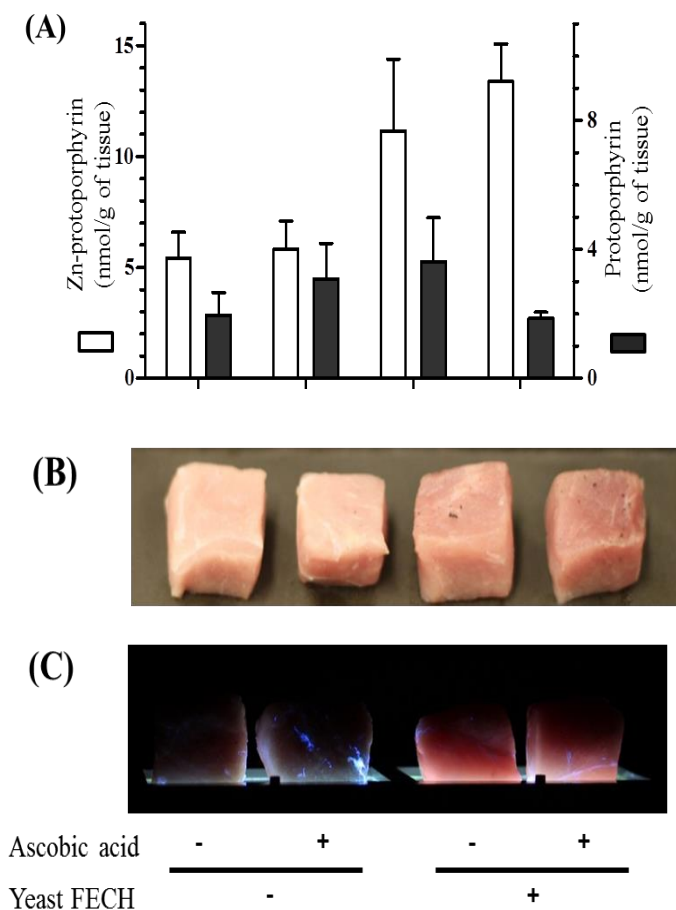 (A)
15
10
5
0
Zn-protoporphyrin
(nmol/g of tissue)
8
4
0
Protoporphyrin
(nmol/g of tissue)
(B)
(C)
Ascobic acid - + - +
Yeast FECH - +